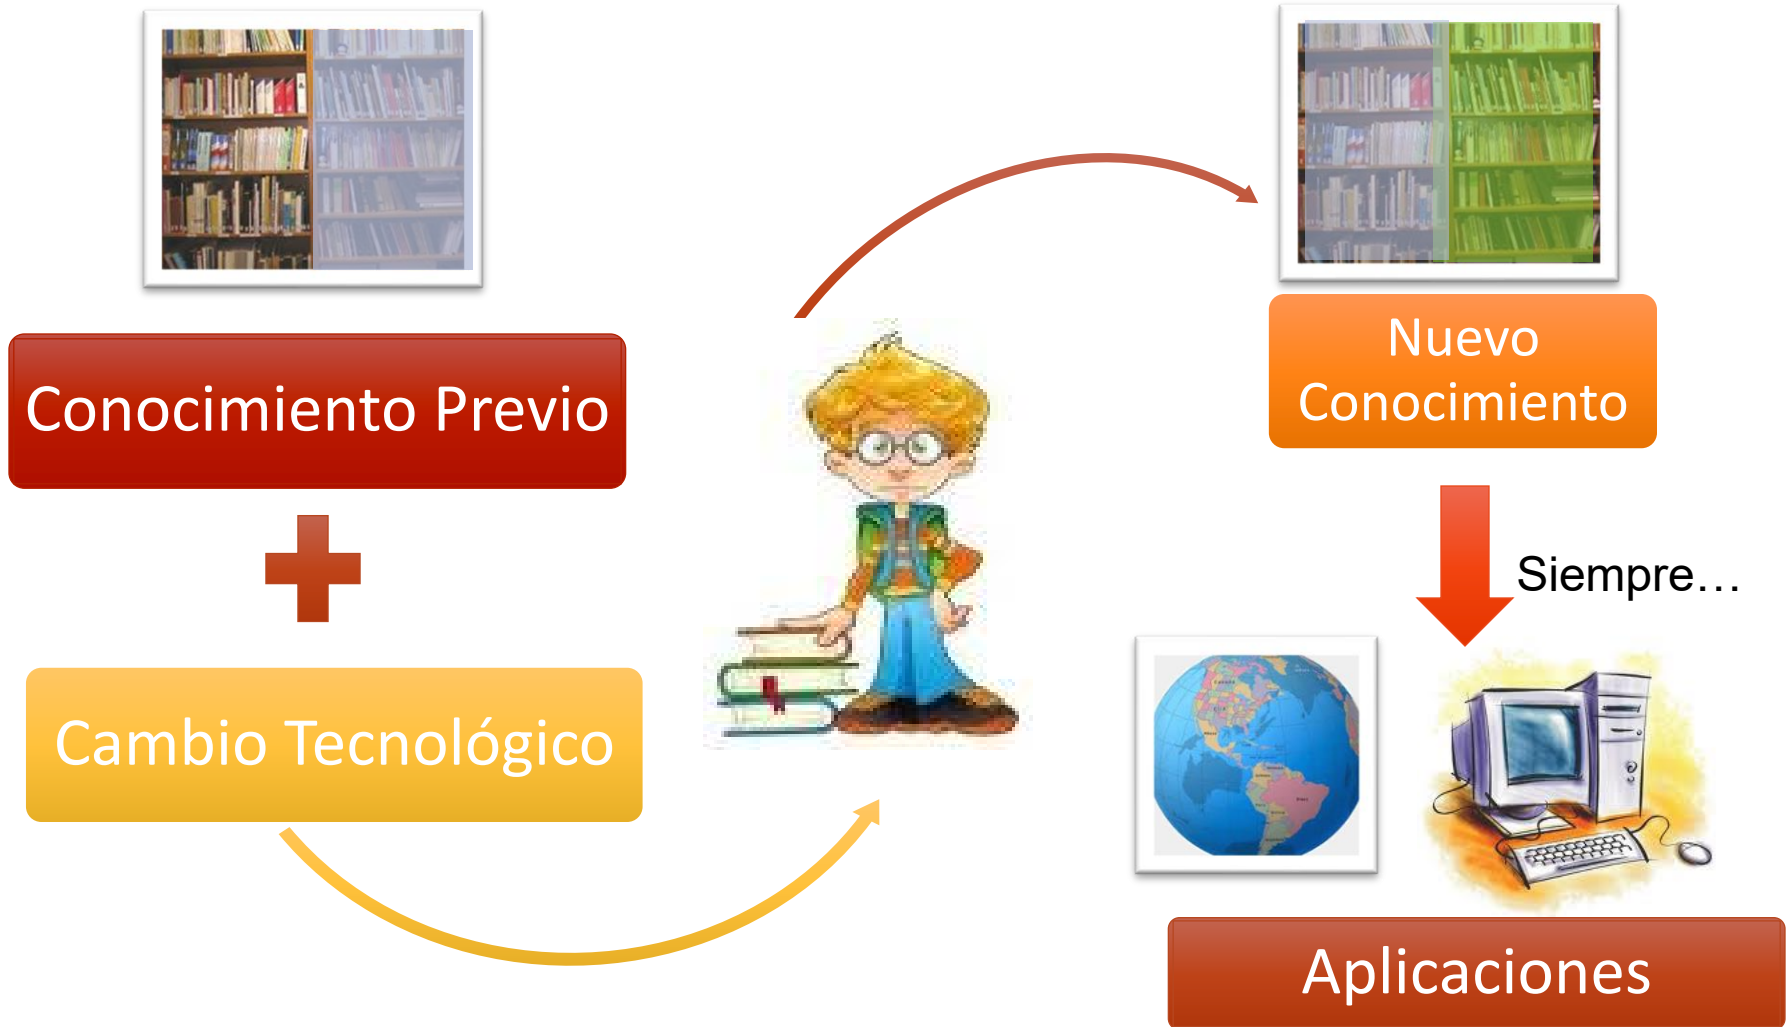 Conocimiento Previo
Cambio Tecnológico
Nuevo
Conocimiento
Siempre...
Aplicaciones